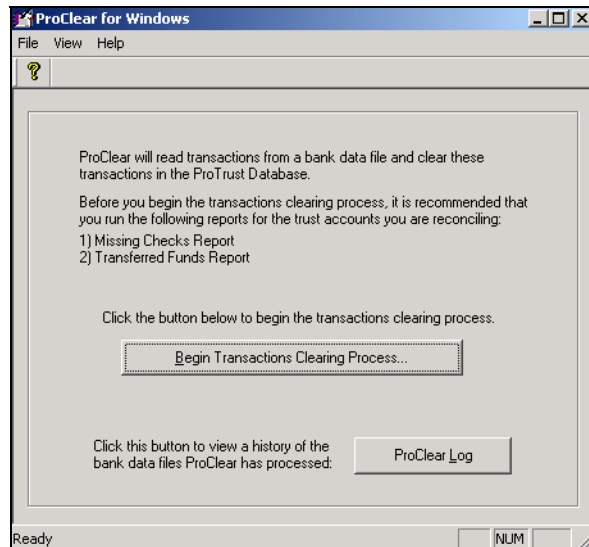 ProClear for Windows
File View Help
ProClear will read transactions from a bank data file and clear these
transactions in the ProTrust Database.
Before you begin the transactions clearing process, it is recommended that
you run the following reports for the trust accounts you are reconciling:
1) Missing Checks Report
2) Transferred Funds Report
Click the button below to begin the transactions clearing process.
Begin Transactions Clearing Process...
Click this button to view a history of the
bank data files ProClear has processed:
ProClear Log
Ready NUM